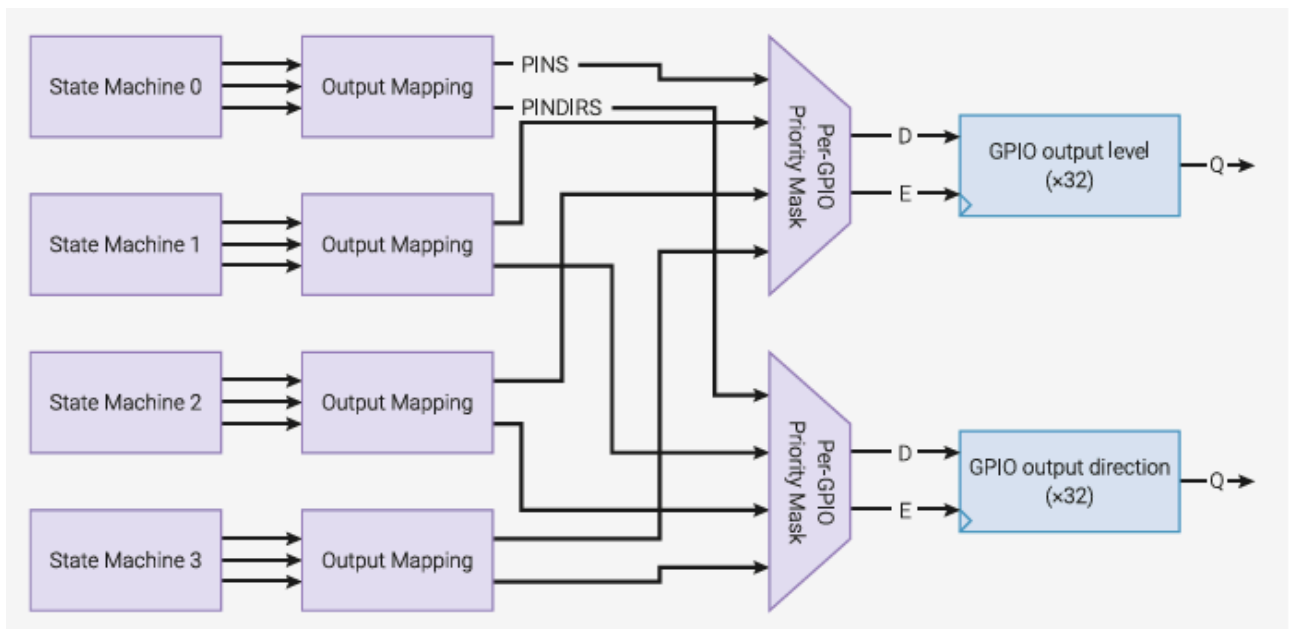 State Machine 0
Output Mapping
PINS
PINDIRS
State Machine 1
Output Mapping
State Machine 2
Output Mapping
State Machine 3
Output Mapping
Per-GPIO
Priority Mask
D
E
GPIO output level
(×32)
Q
Per-GPIO
Priority Mask
D
E
GPIO output direction
(×32)
Q